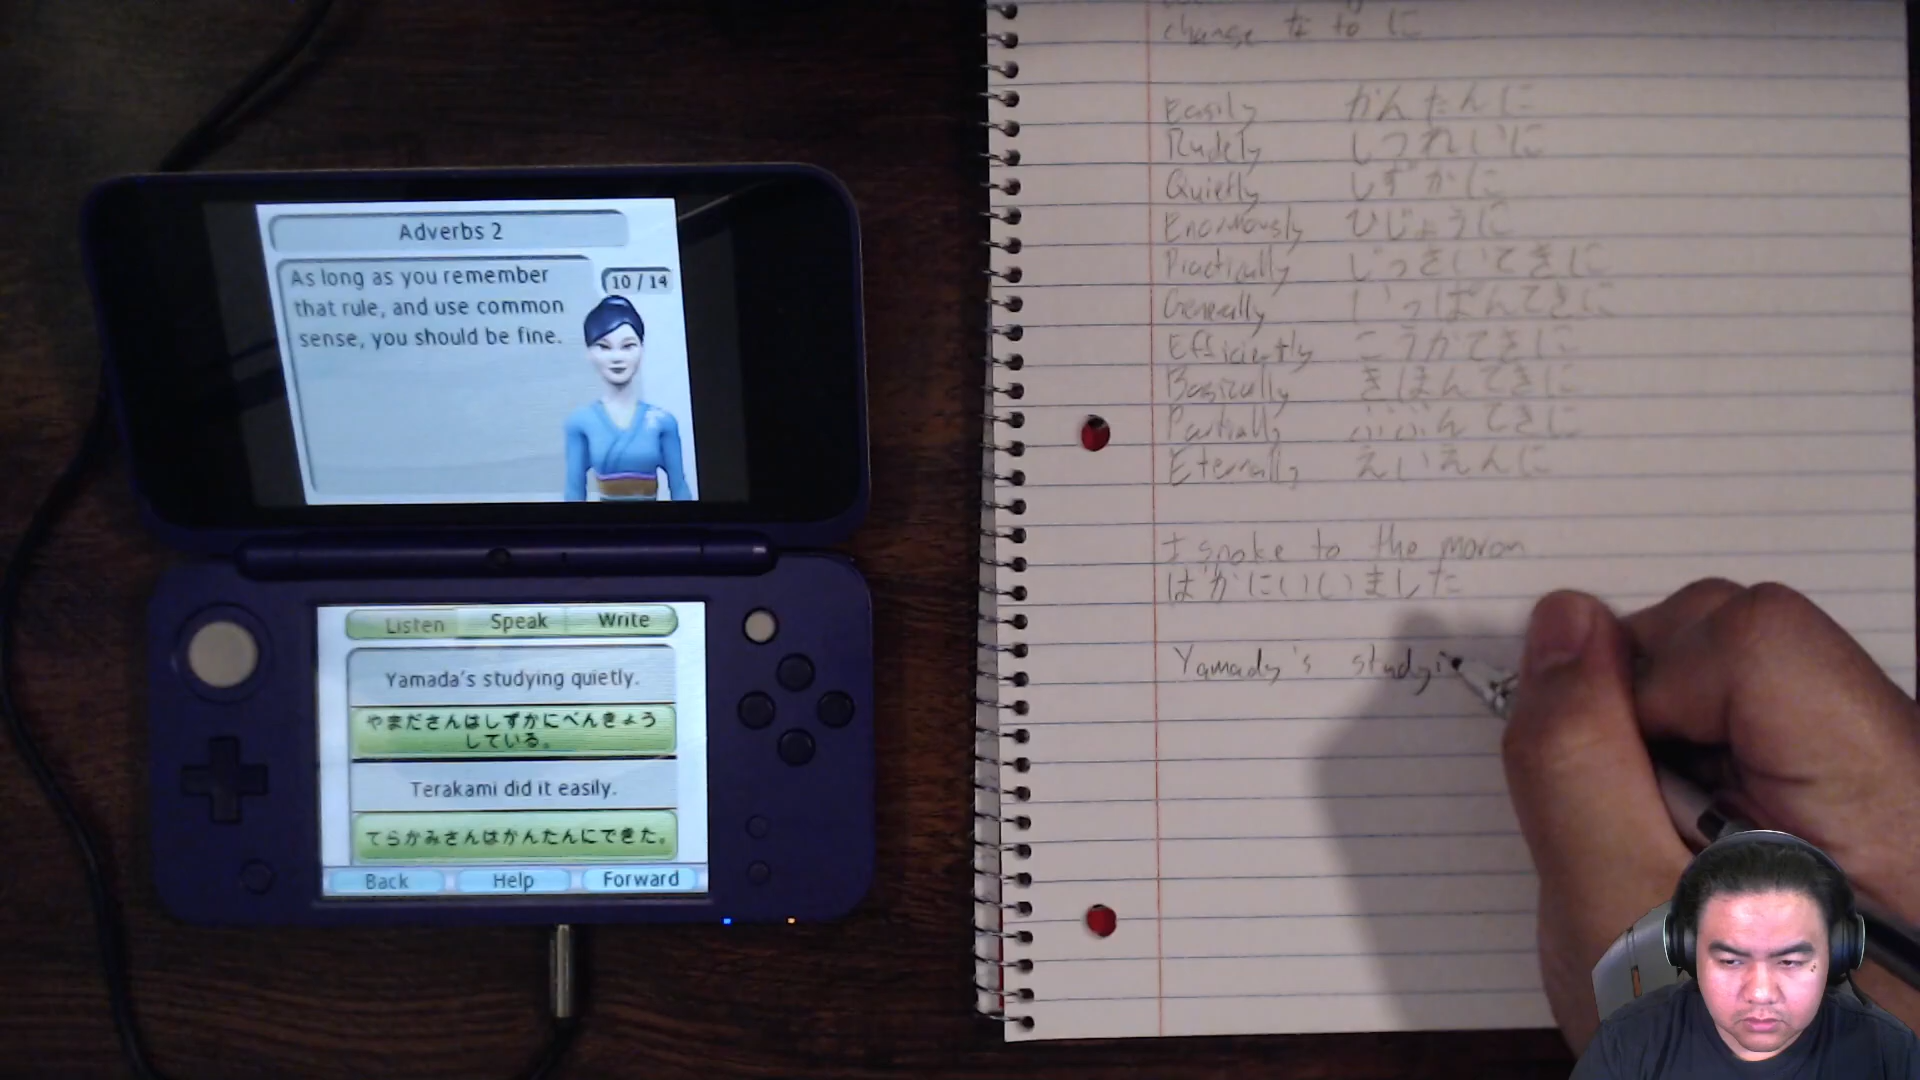 Adverbs 2
As long as you remember
that rule, and use common
sense, you should be fine.
10 / 14
Listen Speak Write
Yamada's studying quietly.
やまださんはしずかにべんきょう
している。
Terakami did it easily.
てらかみさんはかんたんにできた。
Back Help Forward
change な to に
Easily かんたんに
Rudely しつれいに
Quietly しずかに
Enormously ひじょうに
Practically じっさいてきに
Generally いっぱんてきに
Efficiently こうかてきに
Basically きほんてきに
Partially ぶぶんてきに
Eternally えいえんに
I spoke to the moron
ばかにいいました
Yamady's studyi